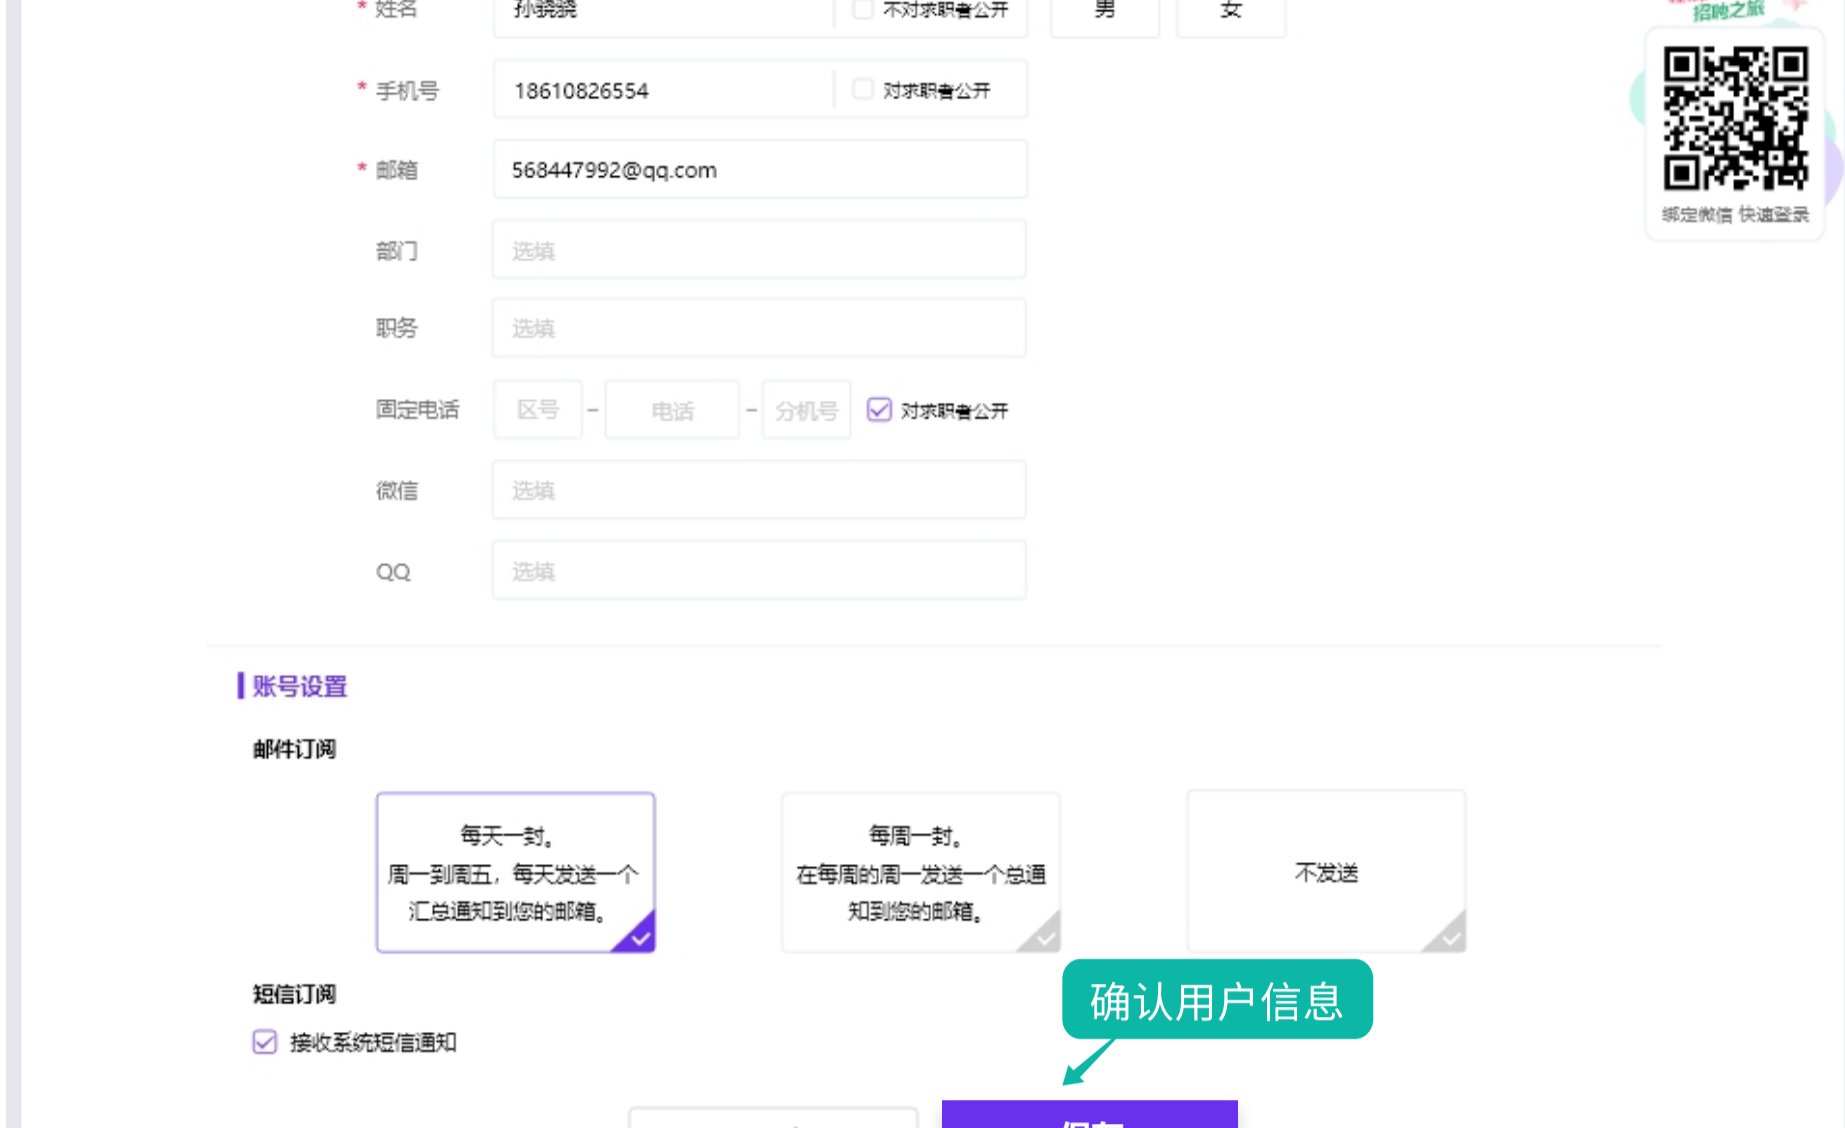 招聘之旅
* 姓名 孙骁骁 不对求职者公开 男 女
* 手机号 18610826554 对求职者公开
* 邮箱 568447992@qq.com
绑定微信 快速登录
部门 选填
职务 选填
固定电话 区号 - 电话 - 分机号 对求职者公开
微信 选填
QQ 选填
账号设置
邮件订阅
每天一封。
周一到周五，每天发送一个
汇总通知到您的邮箱。
每周一封。
在每周的周一发送一个总通
知到您的邮箱。
不发送
短信订阅
确认用户信息
接收系统短信通知